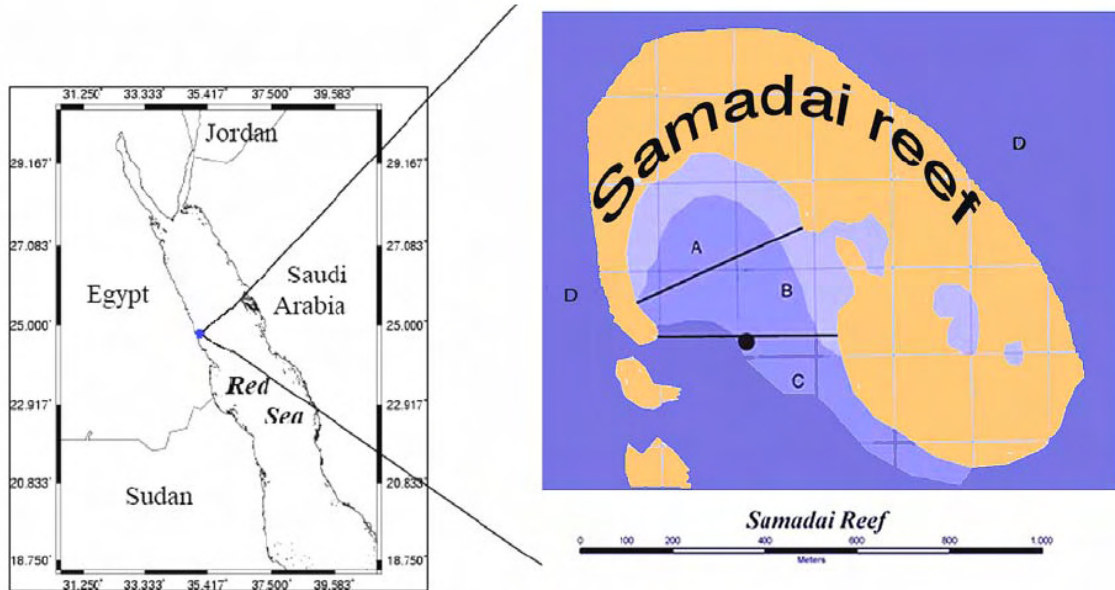 31.250° 33.333° 35.417° 37.500° 39.583°
Jordan
29.167° 29.167°
27.083° 27.083°
Saudi
Arabia
Egypt
25.000° 25.000°
Red
Sea
22.917° 22.917°
20.833° 20.833°
Sudan
18.750° 18.750°
31.250° 33.333° 35.417° 37.500° 39.583°
Samadai reef
D
A
B
D
C
Samadai Reef
0 100 200 400 600 800 1.000
Meters